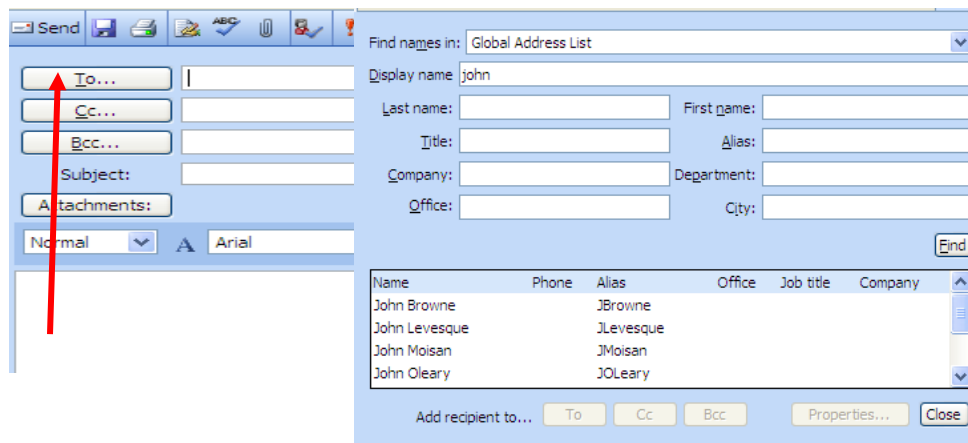 Send ABC
To...
Cc...
Bcc...
Subject:
Attachments:
Normal A Arial
Find names in: Global Address List
Display name john
Last name: First name:
Title: Alias:
Company: Department:
Office: City:
Find
Name Phone Alias Office Job title Company
John Browne JBrowne
John Levesque JLevesque
John Moisan JMoisan
John Oleary JOLeary
Add recipient to... To Cc Bcc Properties... Close